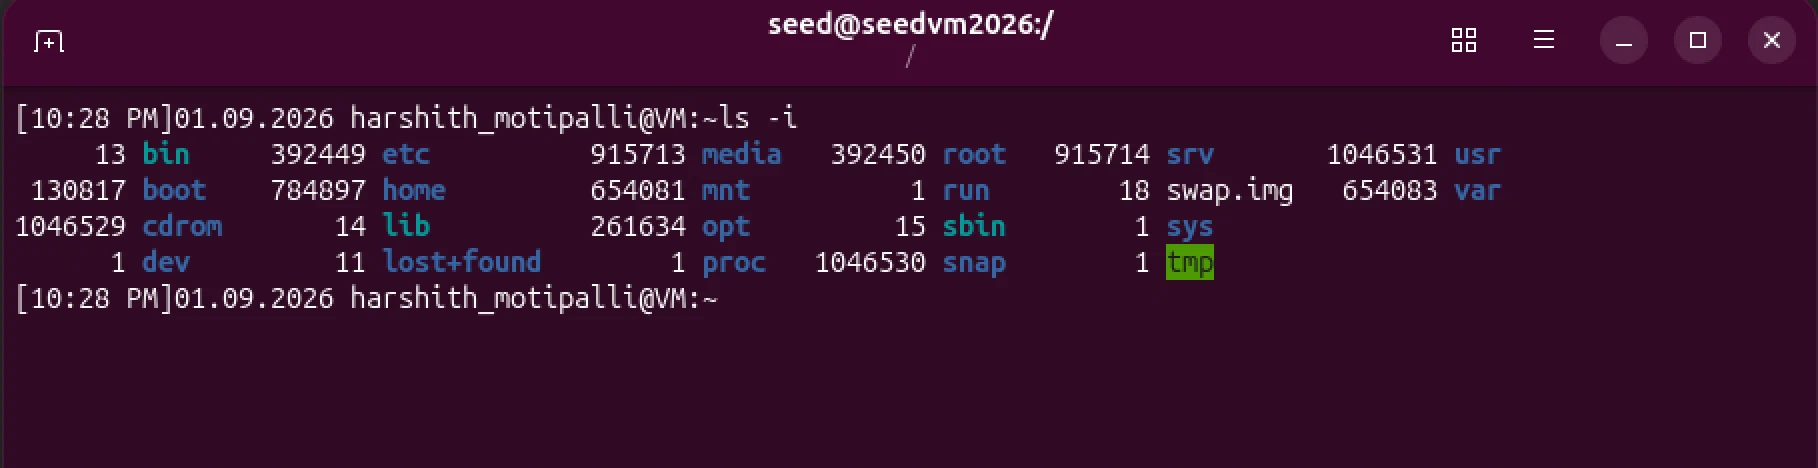 seed@seedvm2026:/
/
[10:28 PM]01.09.2026 harshith_motipalli@VM:~ls -i
13 bin 392449 etc 915713 media 392450 root 915714 srv 1046531 usr
130817 boot 784897 home 654081 mnt 1 run 18 swap.img 654083 var
1046529 cdrom 14 lib 261634 opt 15 sbin 1 sys
1 dev 11 lost+found 1 proc 1046530 snap 1 tmp
[10:28 PM]01.09.2026 harshith_motipalli@VM:~